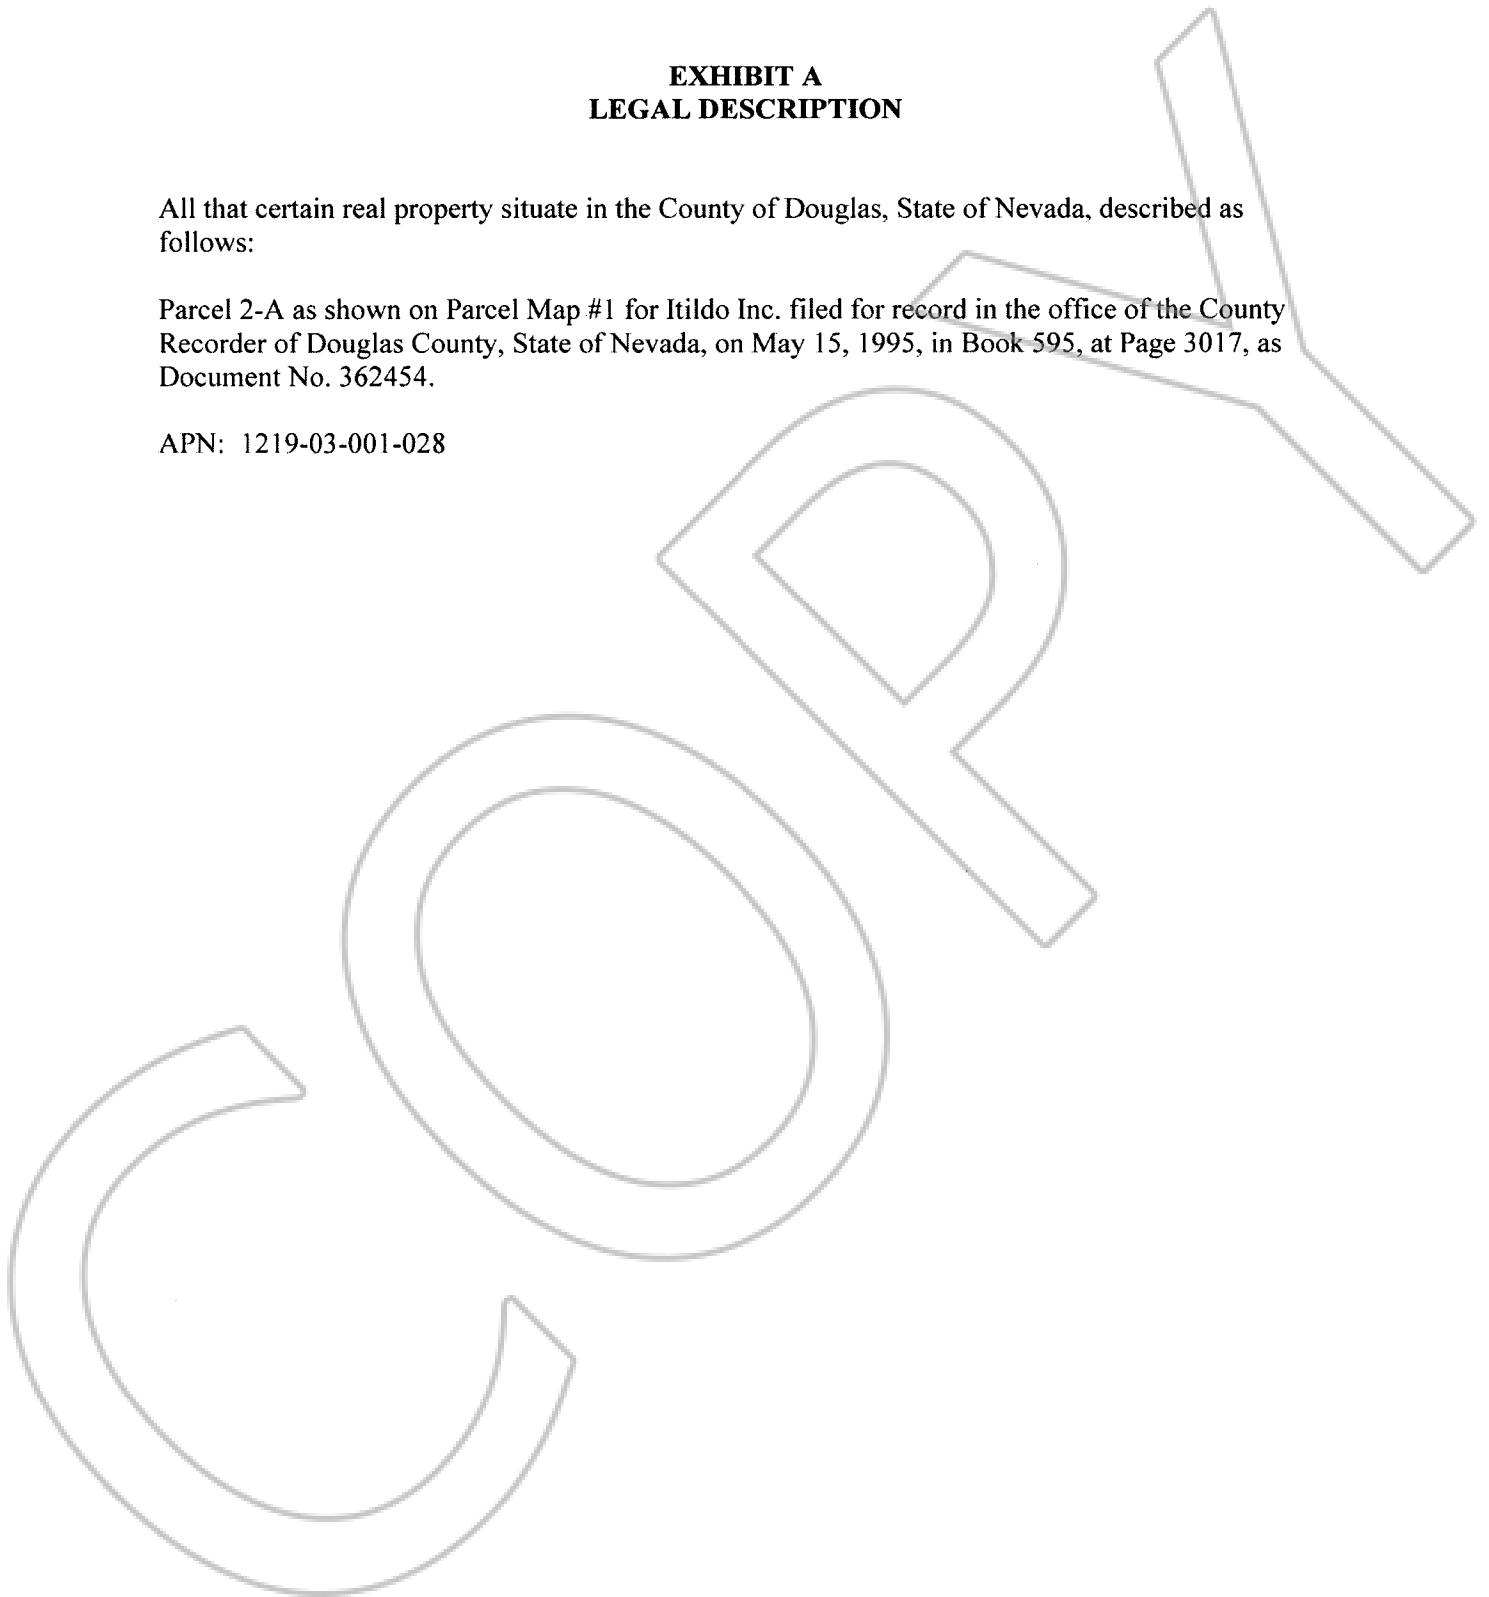 EXHIBIT A
LEGAL DESCRIPTION
All that certain real property situate in the County of Douglas, State of Nevada, described as
follows:
Parcel 2-A as shown on Parcel Map #1 for Itildo Inc. filed for record in the office of the County
Recorder of Douglas County, State of Nevada, on May 15, 1995, in Book 595, at Page 3017, as
Document No. 362454.
APN: 1219-03-001-028
COPY